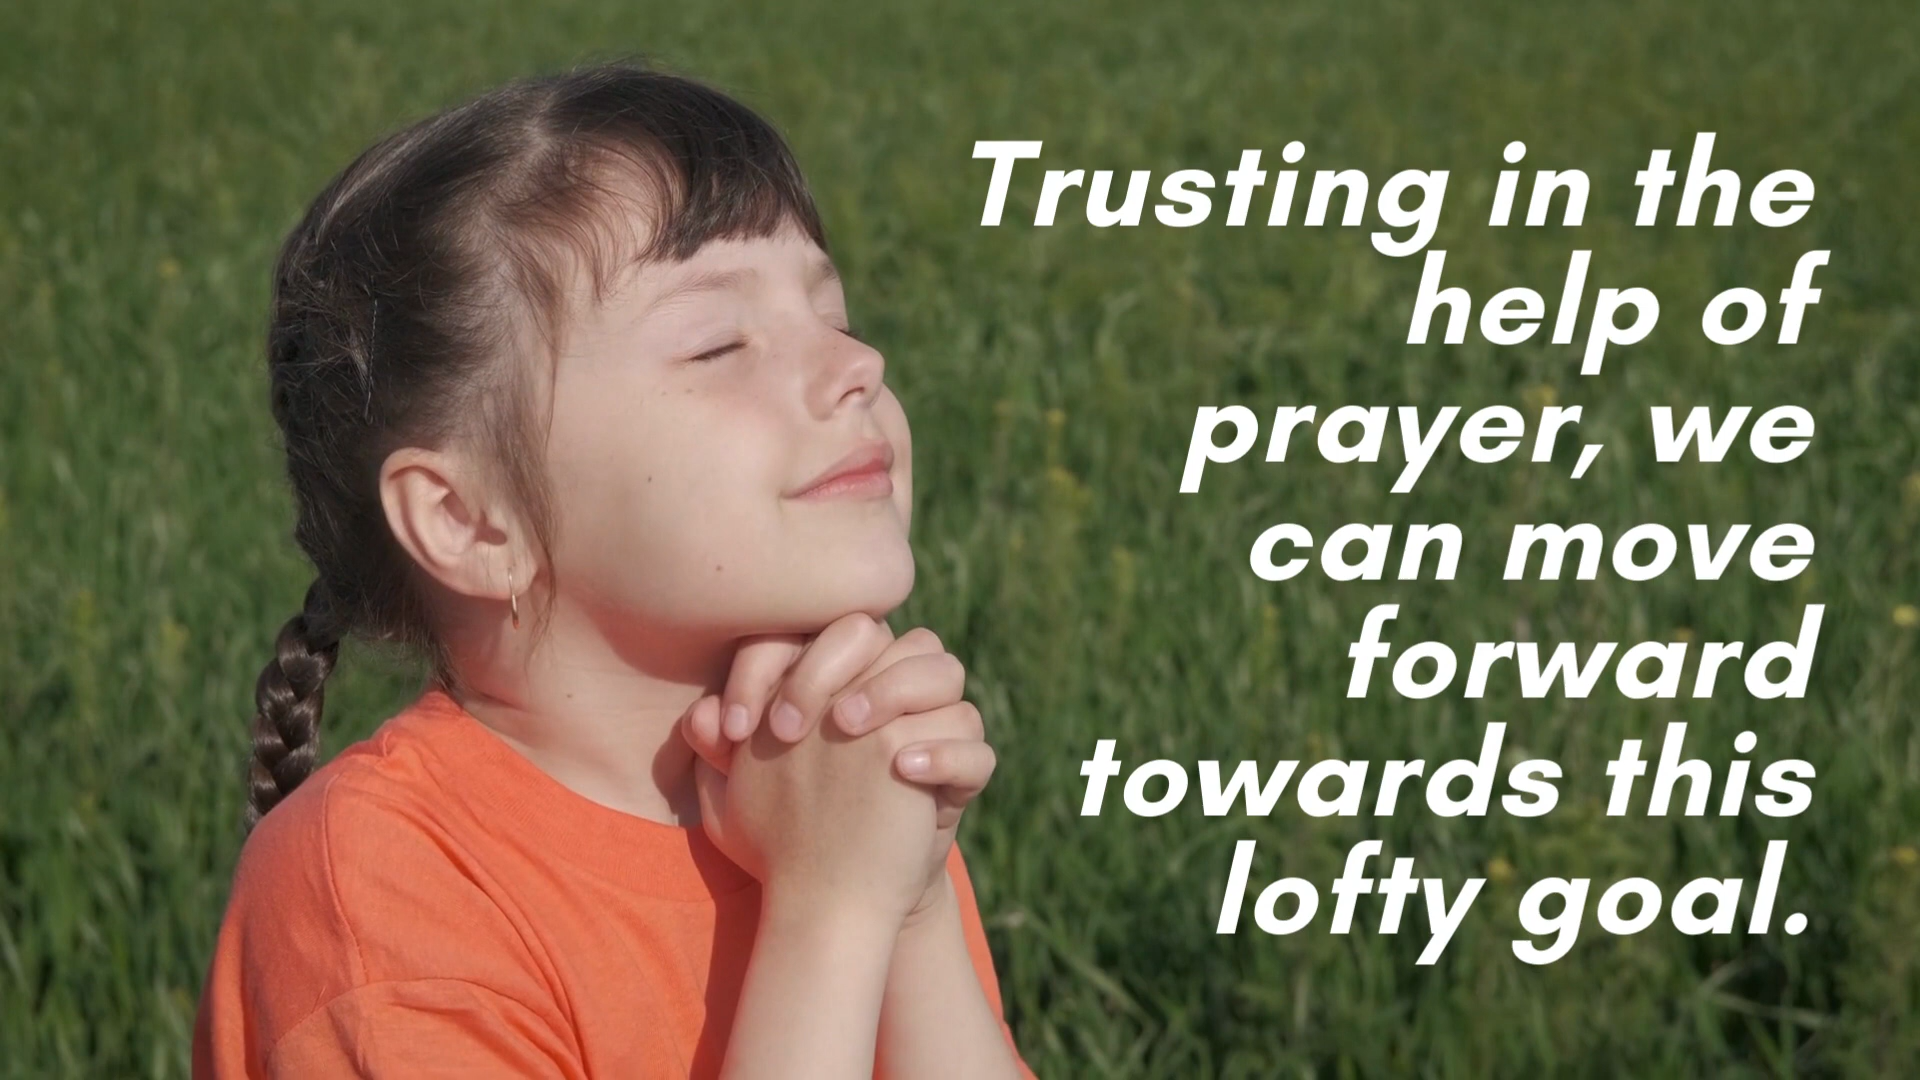 Trusting in the
help of
prayer, we
can move
forward
towards this
lofty goal.